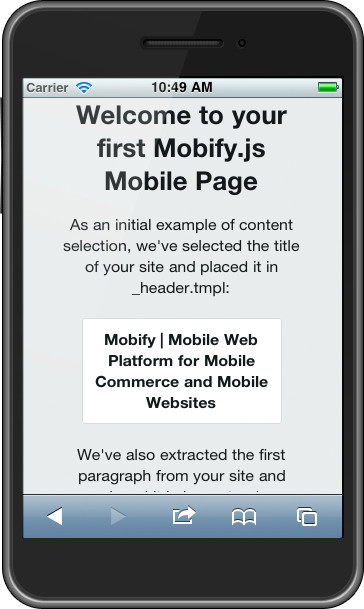 Carrier 10:49 AM
Welcome to your
first Mobify.js
Mobile Page
As an initial example of content
selection, we've selected the title
of your site and placed it in
_header.tmpl:
Mobify | Mobile Web
Platform for Mobile
Commerce and Mobile
Websites
We've also extracted the first
paragraph from your site and